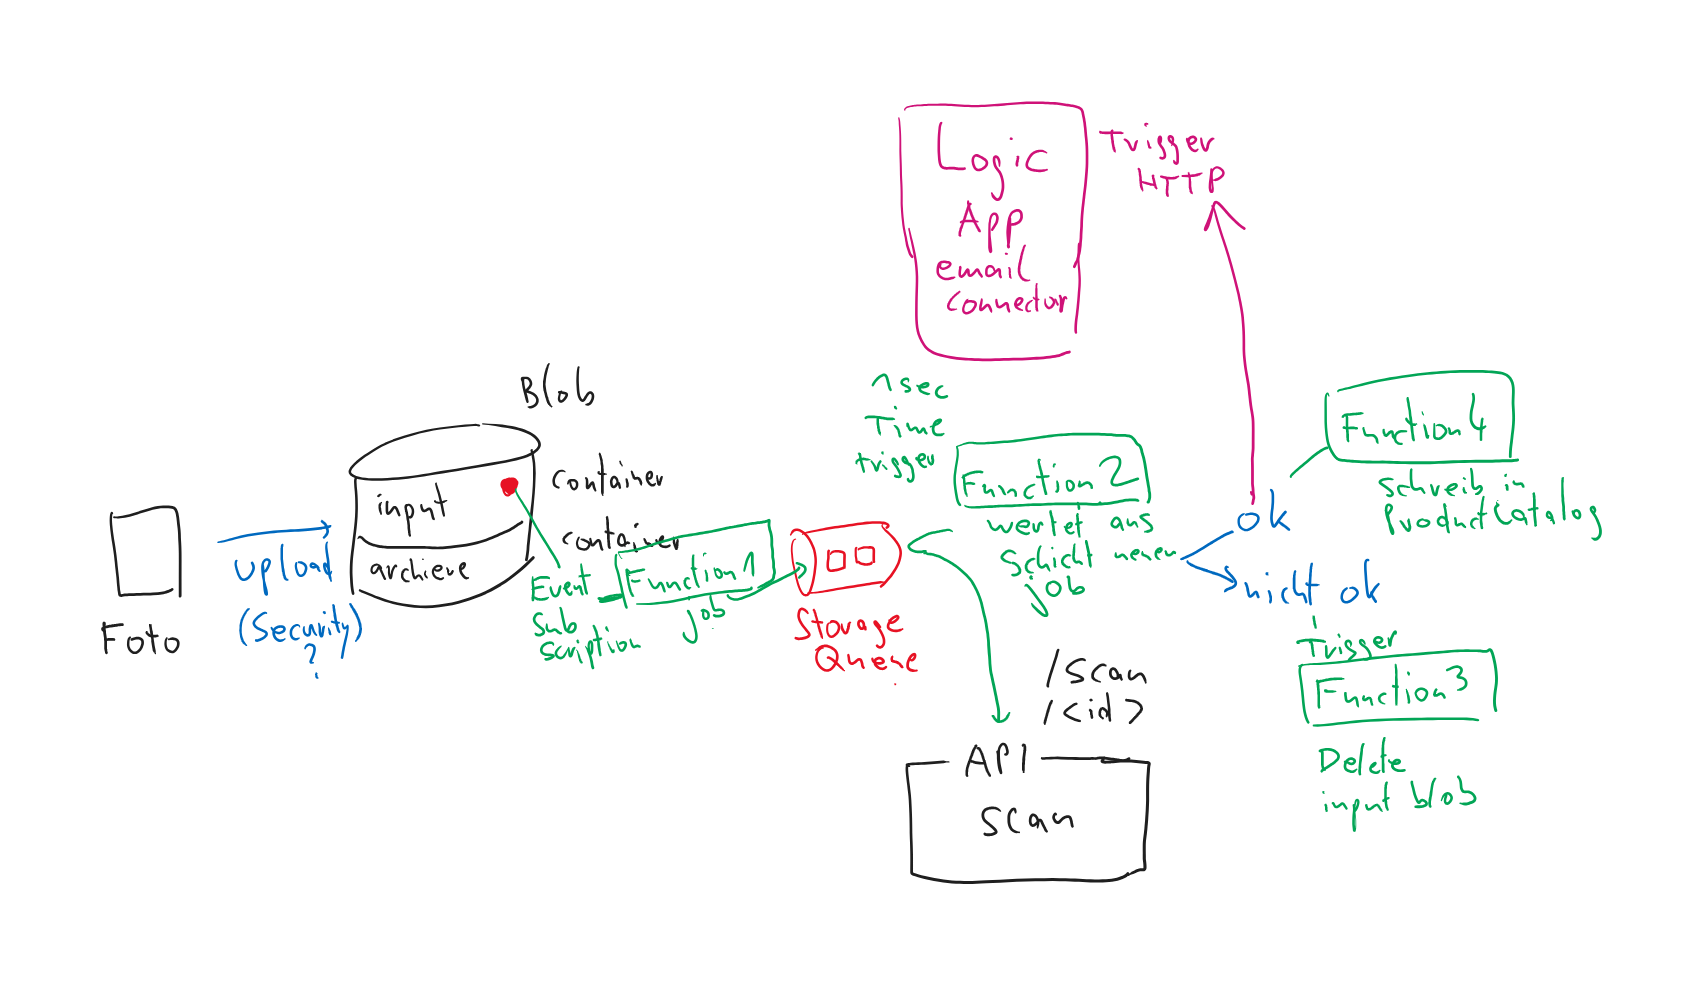 Logic
App
email
connector
Trigger
HTTP
Blob
input
archieve
container
container
Foto
upload
(Security)
?
Event
Sub
scription
Function 1
job
Storage
Queue
1sec
Time
trigger
Function 2
wertet aus
Schicht neuen
job
/scan
/<id>
API
scan
ok
nicht ok
Function 4
Schreib in
ProductCatalog
Trigger
Function 3
Delete
input blob